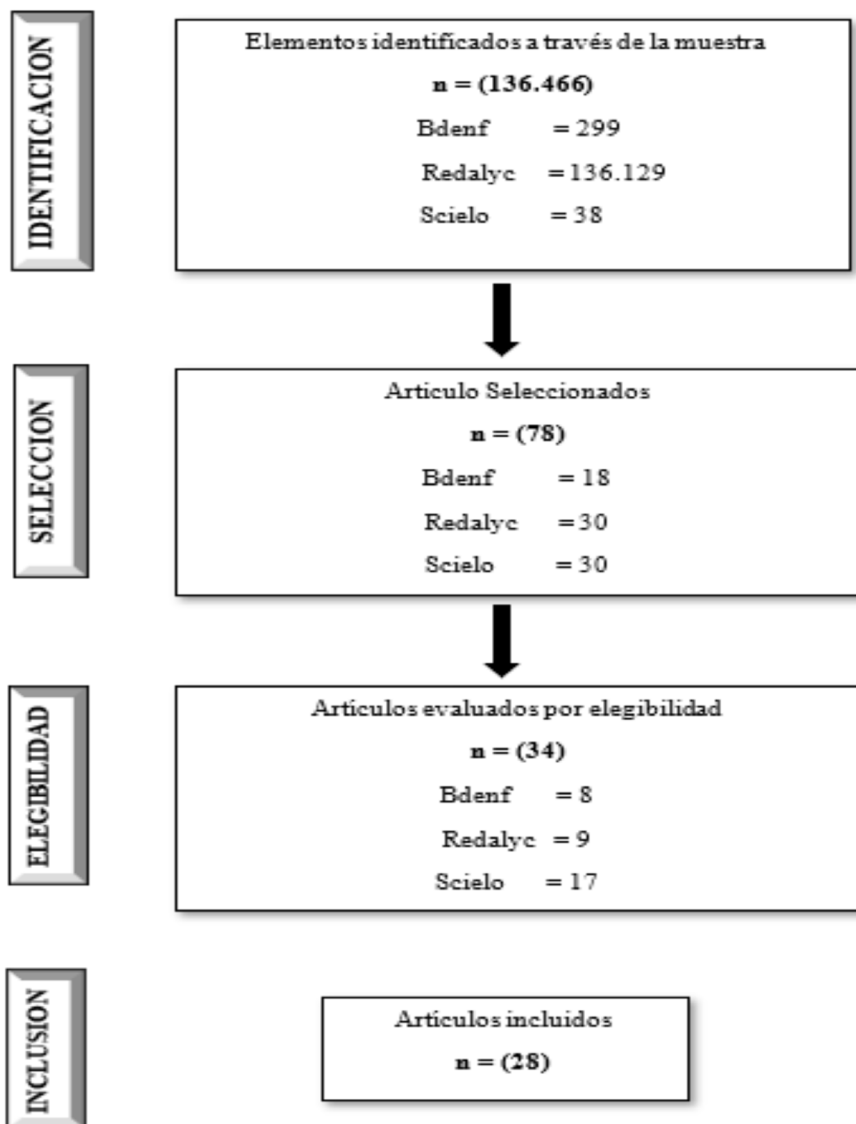 IDENTIFICACION
Elementos identificados a través de la muestra
n = (136.466)
Bdenf = 299
Redalyc = 136.129
Scielo = 38
SELECCION
Articulo Seleccionados
n = (78)
Bdenf = 18
Redalyc = 30
Scielo = 30
ELEGIBILIDAD
Artículos evaluados por elegibilidad
n = (34)
Bdenf = 8
Redalyc = 9
Scielo = 17
INCLUSION
Artículos incluidos
n = (28)